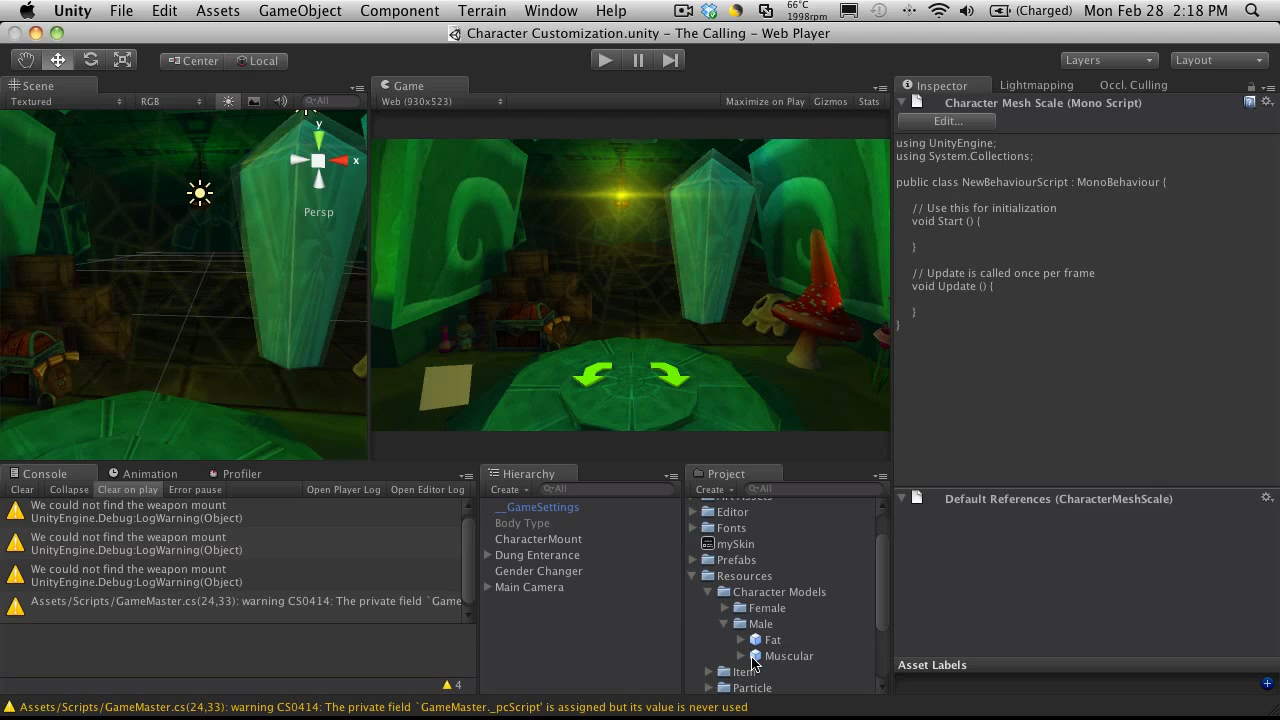 Unity File Edit Assets GameObject Component Terrain Window Help 66°C 1998rpm (Charged) Mon Feb 28 2:18 PM
Character Customization.unity – The Calling – Web Player
Center Local Layers Layout
Scene Game Inspector Lightmapping Occl. Culling
Textured RGB All Web (930x523) Maximize on Play Gizmos Stats
Character Mesh Scale (Mono Script)
Edit...
using UnityEngine;
using System.Collections;
public class NewBehaviourScript : MonoBehaviour {
// Use this for initialization
void Start () {
}
// Update is called once per frame
void Update () {
}
}
y
x
Persp
Default References (CharacterMeshScale)
Asset Labels
Console Animation Profiler
Clear Collapse Clear on play Error pause Open Player Log Open Editor Log
We could not find the weapon mount
UnityEngine.Debug:LogWarning(Object)
We could not find the weapon mount
UnityEngine.Debug:LogWarning(Object)
We could not find the weapon mount
UnityEngine.Debug:LogWarning(Object)
Assets/Scripts/GameMaster.cs(24,33): warning CS0414: The private field `Game
4
Hierarchy
Create All
__GameSettings
Body Type
CharacterMount
Dung Enterance
Gender Changer
Main Camera
Project
Create All
Editor
Fonts
mySkin
Prefabs
Resources
Character Models
Female
Male
Fat
Muscular
Item
Particle
Assets/Scripts/GameMaster.cs(24,33): warning CS0414: The private field `GameMaster._pcScript' is assigned but its value is never used